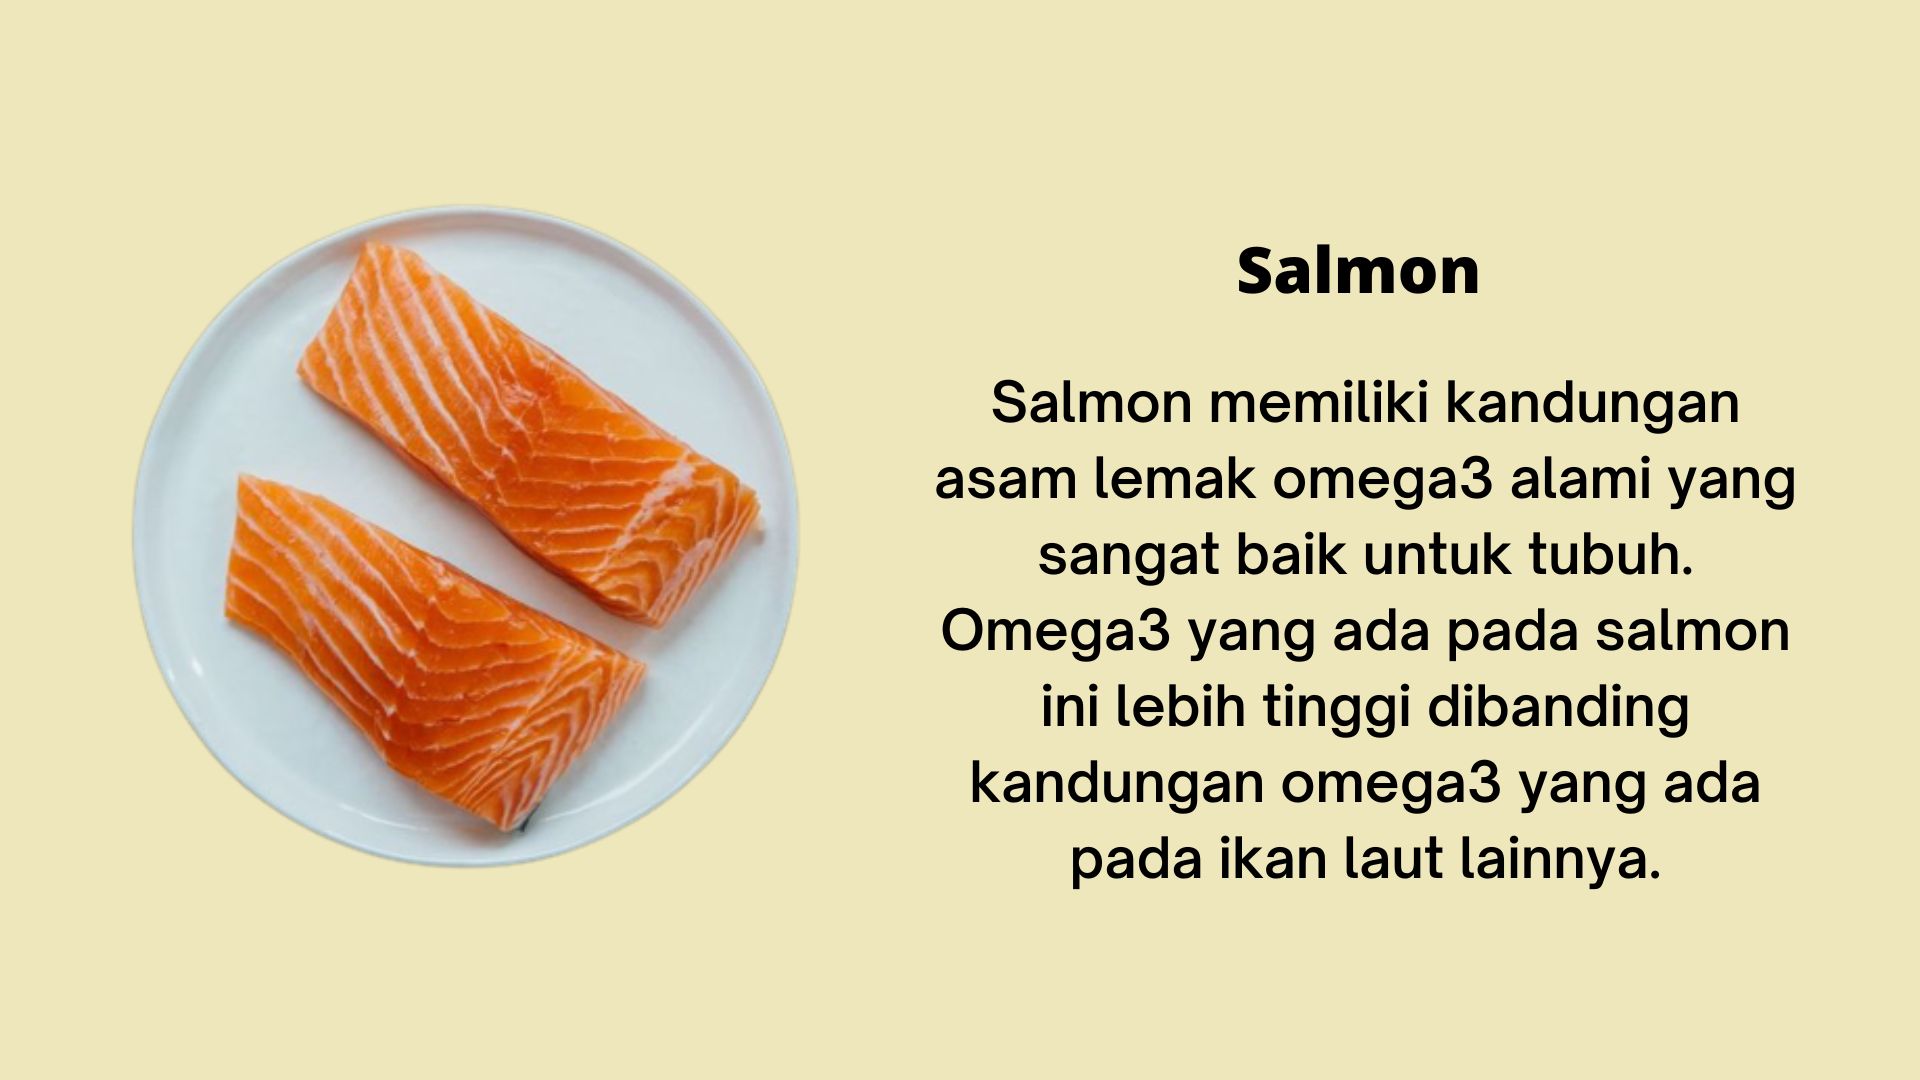 Salmon
Salmon memiliki kandungan
asam lemak omega3 alami yang
sangat baik untuk tubuh.
Omega3 yang ada pada salmon
ini lebih tinggi dibanding
kandungan omega3 yang ada
pada ikan laut lainnya.